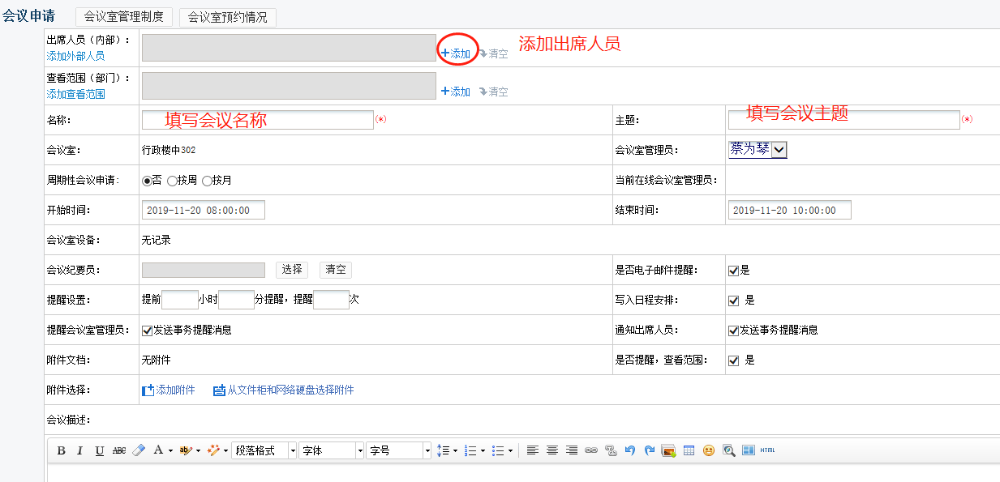 会议申请 会议室管理制度 会议室预约情况
出席人员（内部）： 添加 清空 添加出席人员
添加外部人员
查看范围（部门）： 添加 清空
添加查看范围
名称： 填写会议名称 (*) 主题： 填写会议主题 (*)
会议室： 行政楼中302 会议室管理员： 蔡为琴
周期性会议申请： 否 按周 按月 当前在线会议室管理员：
开始时间： 2019-11-20 08:00:00 结束时间： 2019-11-20 10:00:00
会议室设备： 无记录
会议纪要员： 选择 清空 是否电子邮件提醒： 是
提醒设置： 提前 小时 分提醒，提醒 次 写入日程安排： 是
提醒会议室管理员： 发送事务提醒消息 通知出席人员： 发送事务提醒消息
附件文档： 无附件 是否提醒，查看范围： 是
附件选择： 添加附件 从文件柜和网络硬盘选择附件
会议描述：
B I U ABC A ab 段落格式 字体 字号 HTML